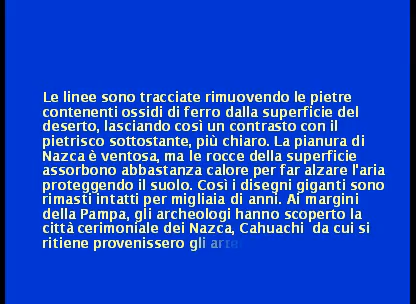 Le linee sono tracciate rimuovendo le pietre
contenenti ossidi di ferro dalla superficie del
deserto, lasciando così un contrasto con il
pietrisco sottostante, più chiaro. La pianura di
Nazca è ventosa, ma le rocce della superficie
assorbono abbastanza calore per far alzare l'aria
proteggendo il suolo. Così i disegni giganti sono
rimasti intatti per migliaia di anni. Ai margini
della Pampa, gli archeologi hanno scoperto la
città cerimoniale dei Nazca, Cahuachi da cui si
ritiene provenissero gli